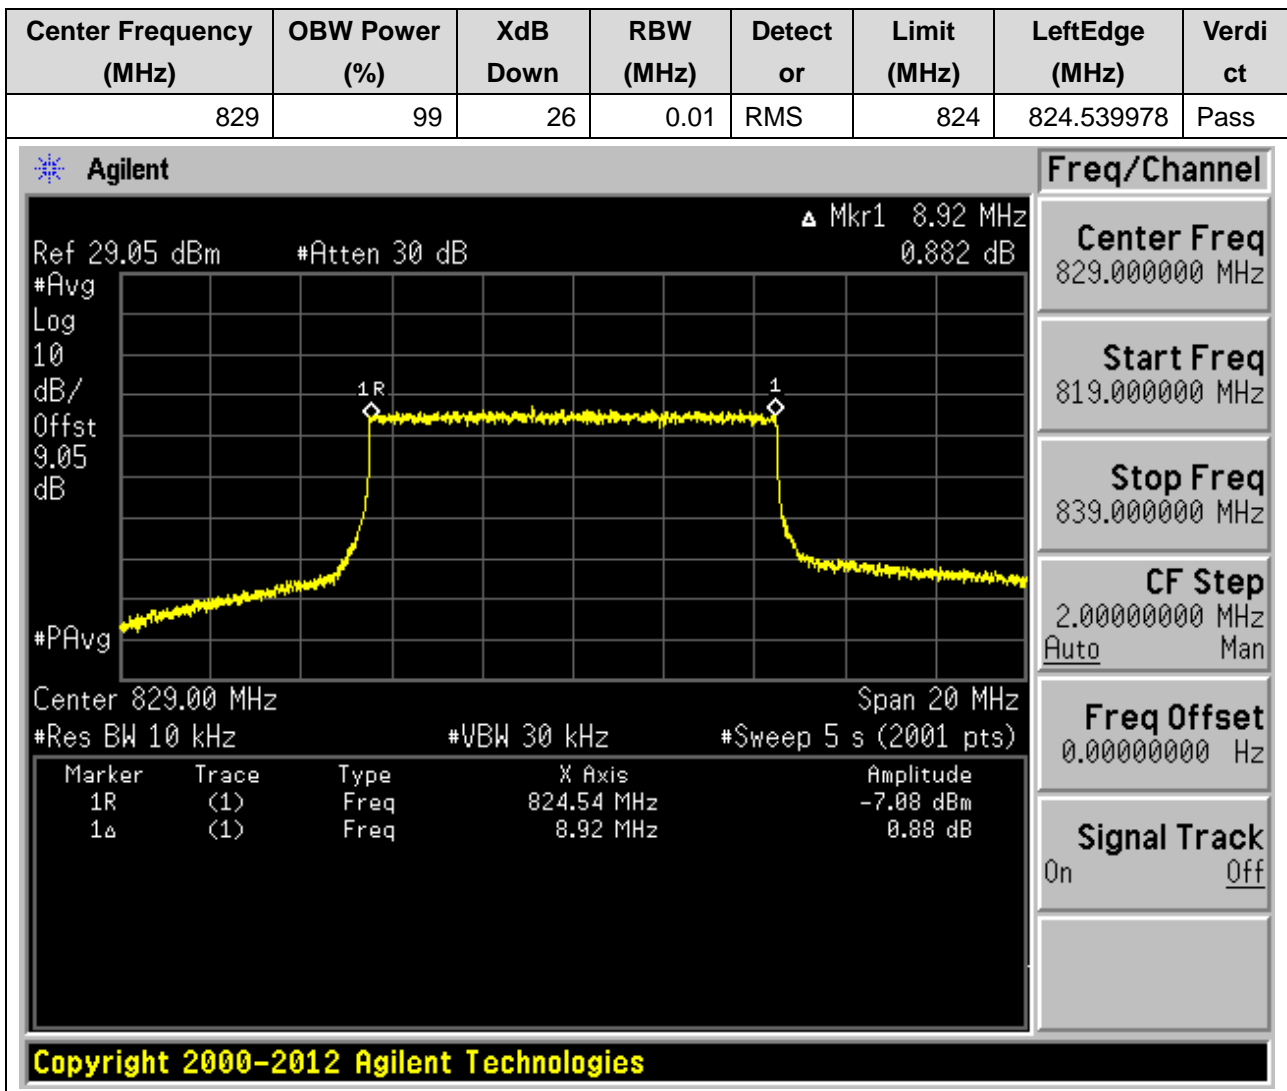 Center Frequency (MHz) OBW Power (%) XdB Down RBW (MHz) Detect or Limit (MHz) LeftEdge (MHz) Verdi ct
829 99 26 0.01 RMS 824 824.539978 Pass
Agilent
Freq/Channel
Δ Mkr1 8.92 MHz
Ref 29.05 dBm #Atten 30 dB 0.882 dB
#Avg
Log
10
dB/
Offst
9.05
dB
#PAvg
1R
1
Center 829.00 MHz Span 20 MHz
#Res BW 10 kHz #VBW 30 kHz #Sweep 5 s (2001 pts)
Marker Trace Type X Axis Amplitude
1R (1) Freq 824.54 MHz -7.08 dBm
1Δ (1) Freq 8.92 MHz 0.88 dB
Center Freq
829.000000 MHz
Start Freq
819.000000 MHz
Stop Freq
839.000000 MHz
CF Step
2.00000000 MHz
Auto Man
Freq Offset
0.00000000 Hz
Signal Track
On Off
Copyright 2000-2012 Agilent Technologies